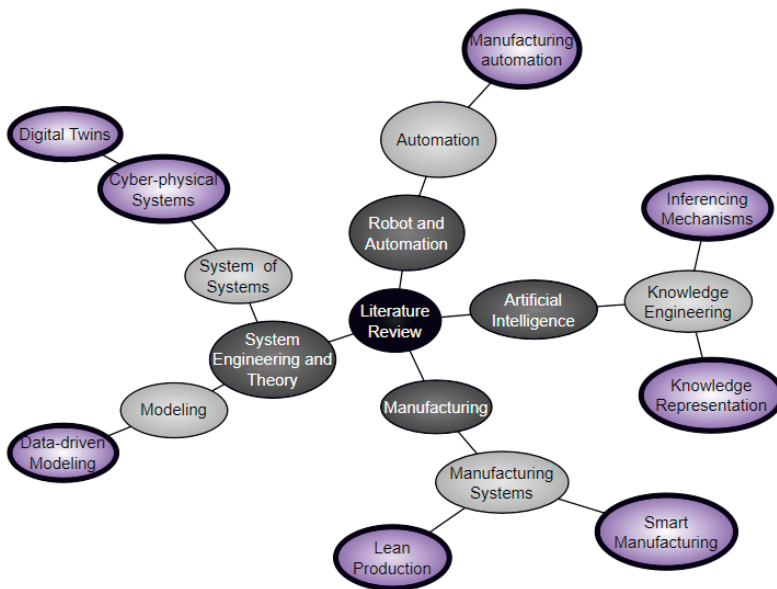 Manufacturing
automation
Automation
Digital Twins
Cyber-physical
Systems
Robot and
Automation
Inferencing
Mechanisms
System of
Systems
Literature
Review
Artificial
Intelligence
Knowledge
Engineering
System
Engineering and
Theory
Modeling
Manufacturing
Knowledge
Representation
Data-driven
Modeling
Manufacturing
Systems
Lean
Production
Smart
Manufacturing